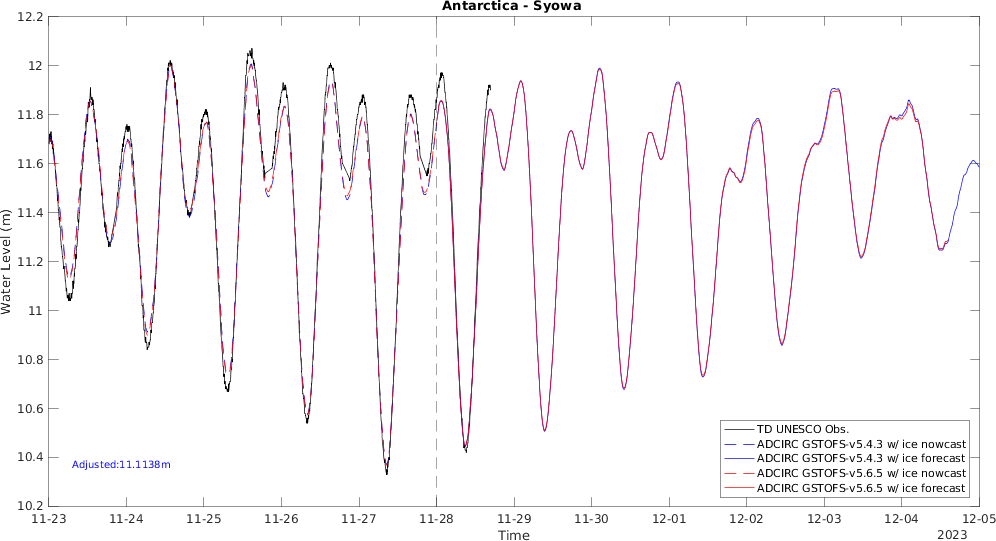 Antarctica - Syowa
12.2
12
11.8
11.6
11.4
11.2
11
10.8
10.6
10.4
10.2
Water Level (m)
Adjusted:11.1138m
TD UNESCO Obs.
ADCIRC GSTOFS-v5.4.3 w/ ice nowcast
ADCIRC GSTOFS-v5.4.3 w/ ice forecast
ADCIRC GSTOFS-v5.6.5 w/ ice nowcast
ADCIRC GSTOFS-v5.6.5 w/ ice forecast
11-23 11-24 11-25 11-26 11-27 11-28 11-29 11-30 12-01 12-02 12-03 12-04 12-05
Time
2023